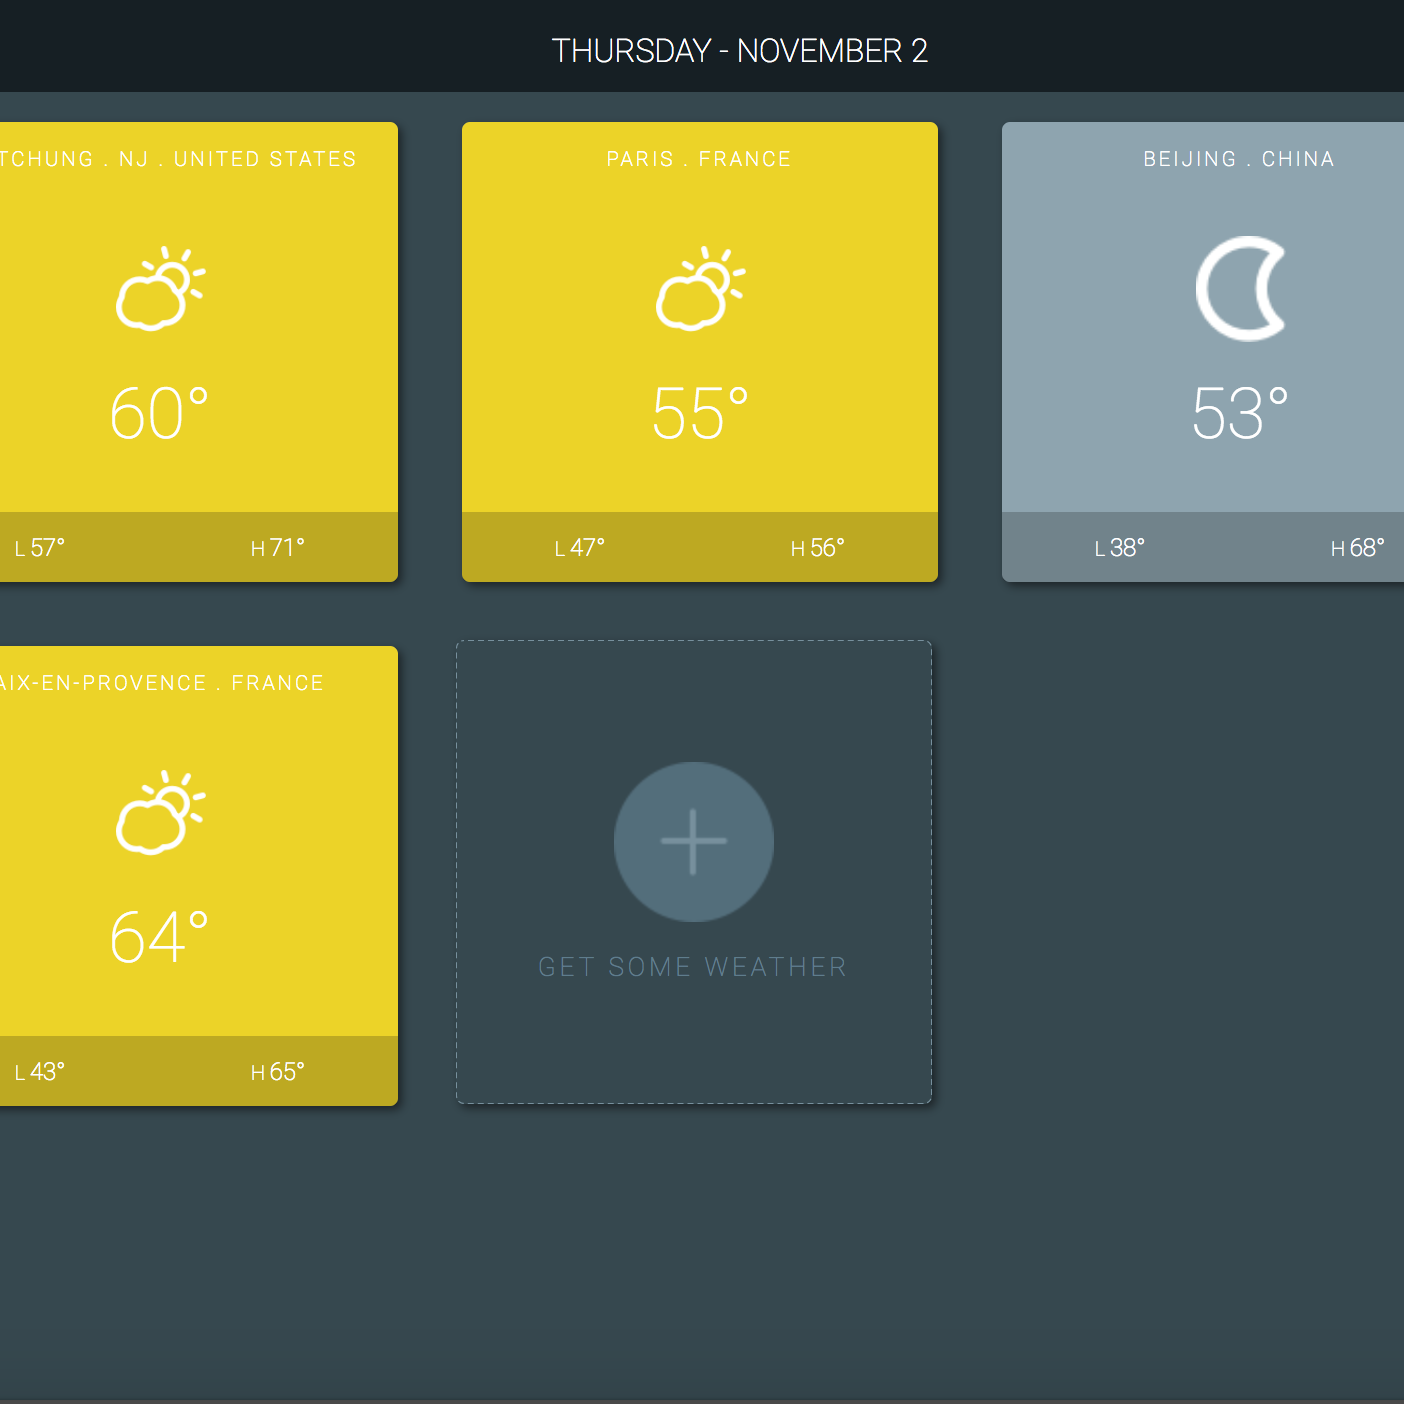 THURSDAY - NOVEMBER 2
TCHUNG . NJ . UNITED STATES
60°
L 57° H 71°
PARIS . FRANCE
55°
L 47° H 56°
BEIJING . CHINA
53°
L 38° H 68°
AIX-EN-PROVENCE . FRANCE
64°
L 43° H 65°
GET SOME WEATHER